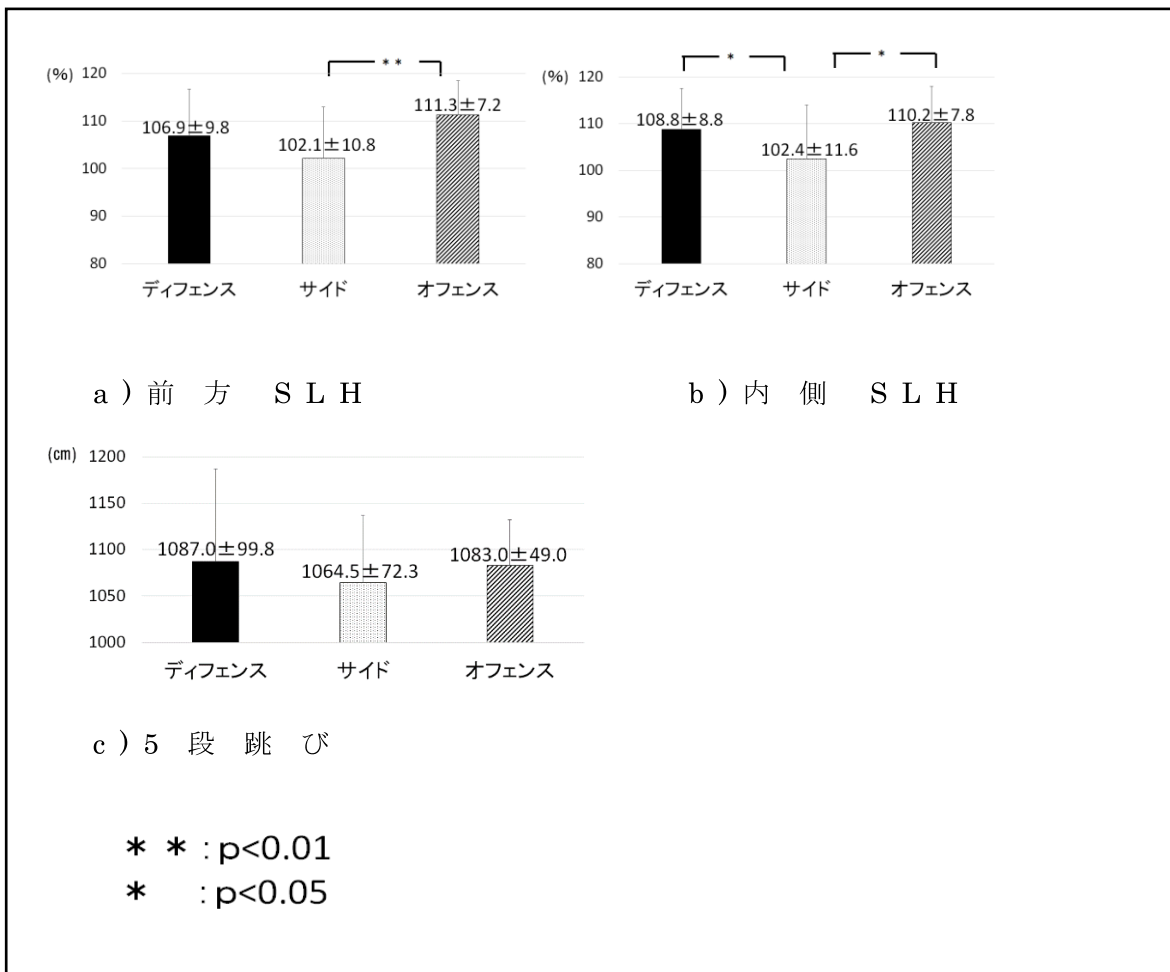 * *
(%) 120
110
100
90
80
106.9±9.8
102.1±10.8
111.3±7.2
ディフェンス サイド オフェンス
a ) 前 方 S L H
* *
(%) 120
110
100
90
80
108.8±8.8
102.4±11.6
110.2±7.8
ディフェンス サイド オフェンス
b ) 内 側 S L H
(cm) 1200
1150
1100
1050
1000
1087.0±99.8
1064.5±72.3
1083.0±49.0
ディフェンス サイド オフェンス
c ) 5 段 跳 び
* * : p<0.01
* : p<0.05